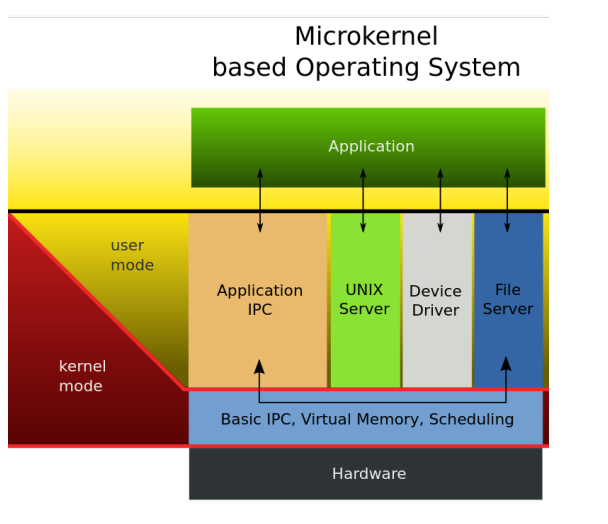 Microkernel
based Operating System
Application
user
mode
Application
IPC
UNIX
Server
Device
Driver
File
Server
kernel
mode
Basic IPC, Virtual Memory, Scheduling
Hardware